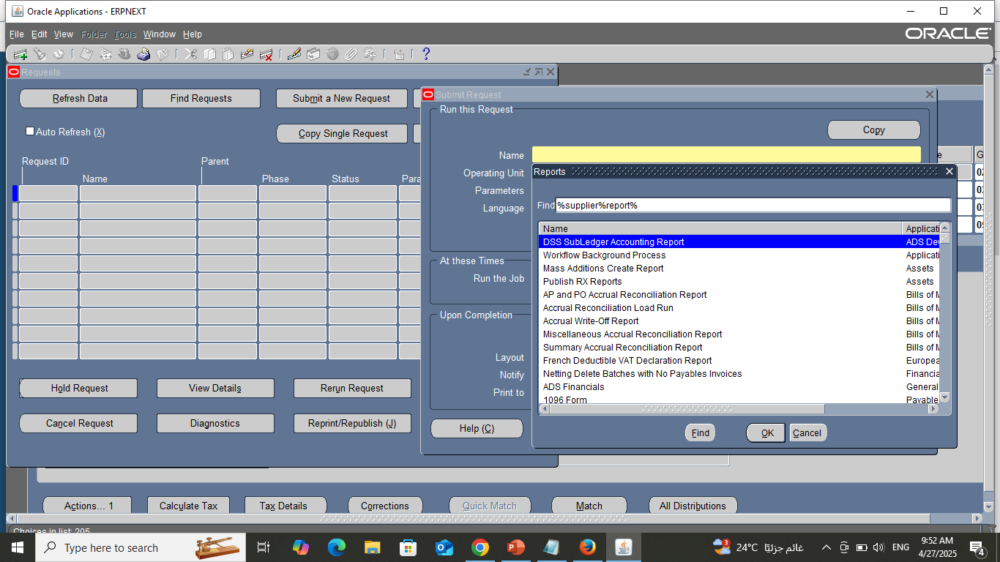 Oracle Applications - ERPNEXT
File Edit View Folder Tools Window Help
ORACLE
Requests
Refresh Data Find Requests Submit a New Request
Auto Refresh (X)
Copy Single Request
Request ID Parent
Name Phase Status Para
Hold Request View Details Rerun Request
Cancel Request Diagnostics Reprint/Republish (J)
Submit Request
Run this Request
Copy
Name
Operating Unit
Parameters
Language
At these Times
Run the Job
Upon Completion
Layout
Notify
Print to
Help (C)
Reports
Find %supplier%report%
Name Applicati
DSS SubLedger Accounting Report ADS Dev
Workflow Background Process Applicati
Mass Additions Create Report Assets
Publish RX Reports Assets
AP and PO Accrual Reconciliation Report Bills of M
Accrual Reconciliation Load Run Bills of M
Accrual Write-Off Report Bills of M
Miscellaneous Accrual Reconciliation Report Bills of M
Summary Accrual Reconciliation Report Bills of M
French Deductible VAT Declaration Report Europea
Netting Delete Batches with No Payables Invoices Financia
ADS Financials General
1096 Form Payable
Find OK Cancel
Actions... 1 Calculate Tax Tax Details Corrections Quick Match Match All Distributions
Choices in list: 205
Type here to search
3 24°C غائم جزئيًا ENG 9:52 AM
4/27/2025
4